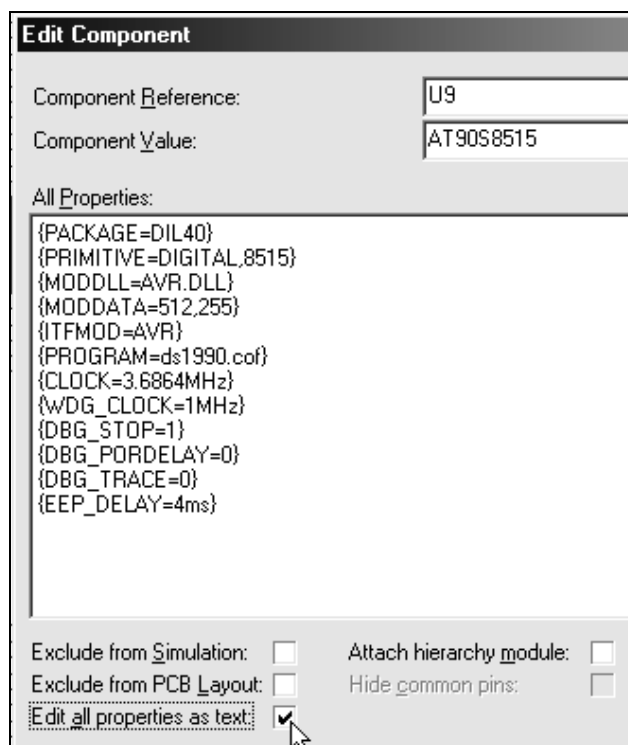 Edit Component
Component Reference: U9
Component Value: AT90S8515
All Properties:
{PACKAGE=DIL40}
{PRIMITIVE=DIGITAL,8515}
{MODDLL=AVR.DLL}
{MODDATA=512,255}
{ITFMOD=AVR}
{PROGRAM=ds1990.cof}
{CLOCK=3.6864MHz}
{WDG_CLOCK=1MHz}
{DBG_STOP=1}
{DBG_PORDELAY=0}
{DBG_TRACE=0}
{EEP_DELAY=4ms}
Exclude from Simulation: Attach hierarchy module:
Exclude from PCB Layout: Hide common pins:
Edit all properties as text: